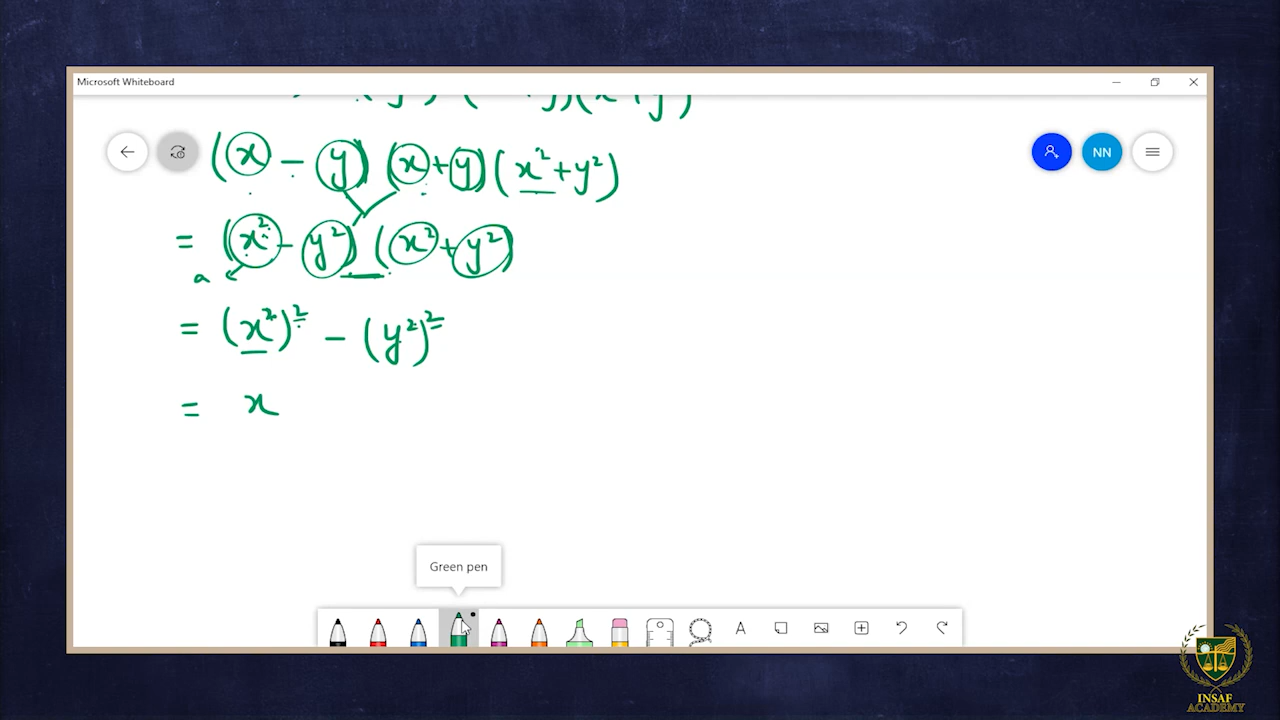 Microsoft Whiteboard
(x - y) (x + y) (x² + y²)
NN
= (x² - y²) (x² + y²)
a
= (x²)² - (y²)²
= x
Green pen
A
INSAF
ACADEMY